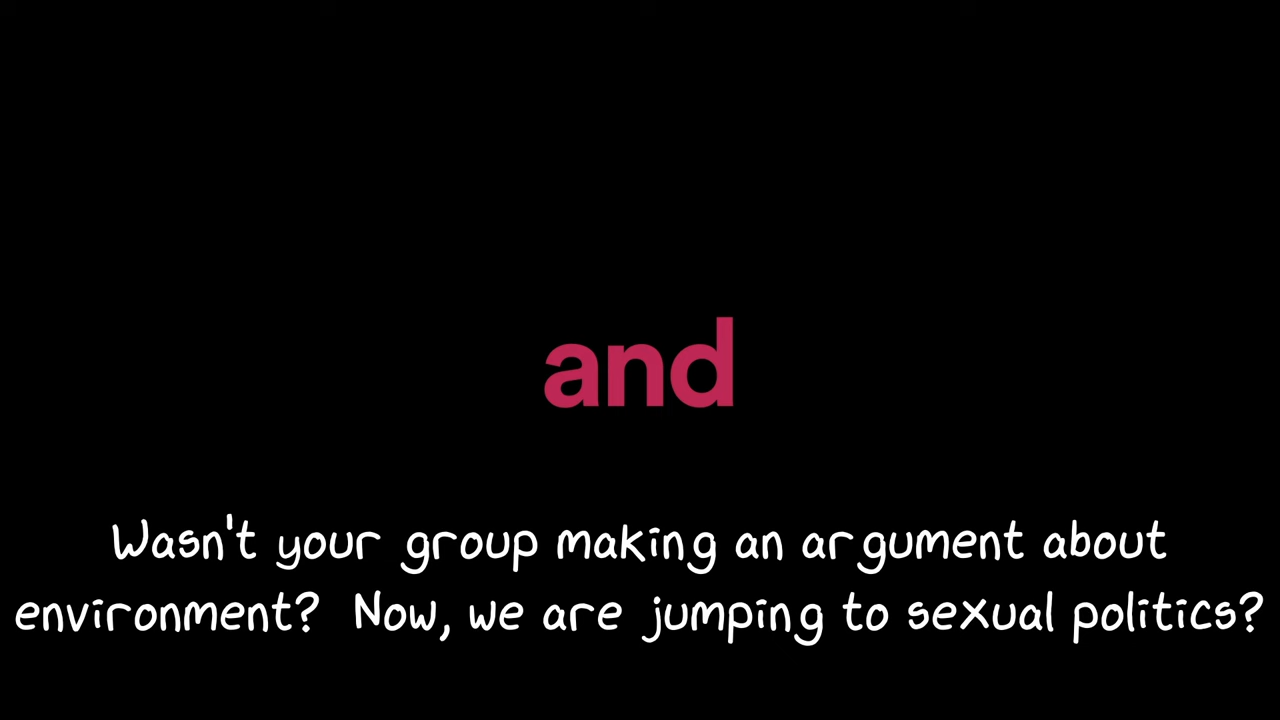 and
Wasn't your group making an argument about
environment?  Now, we are jumping to sexual politics?